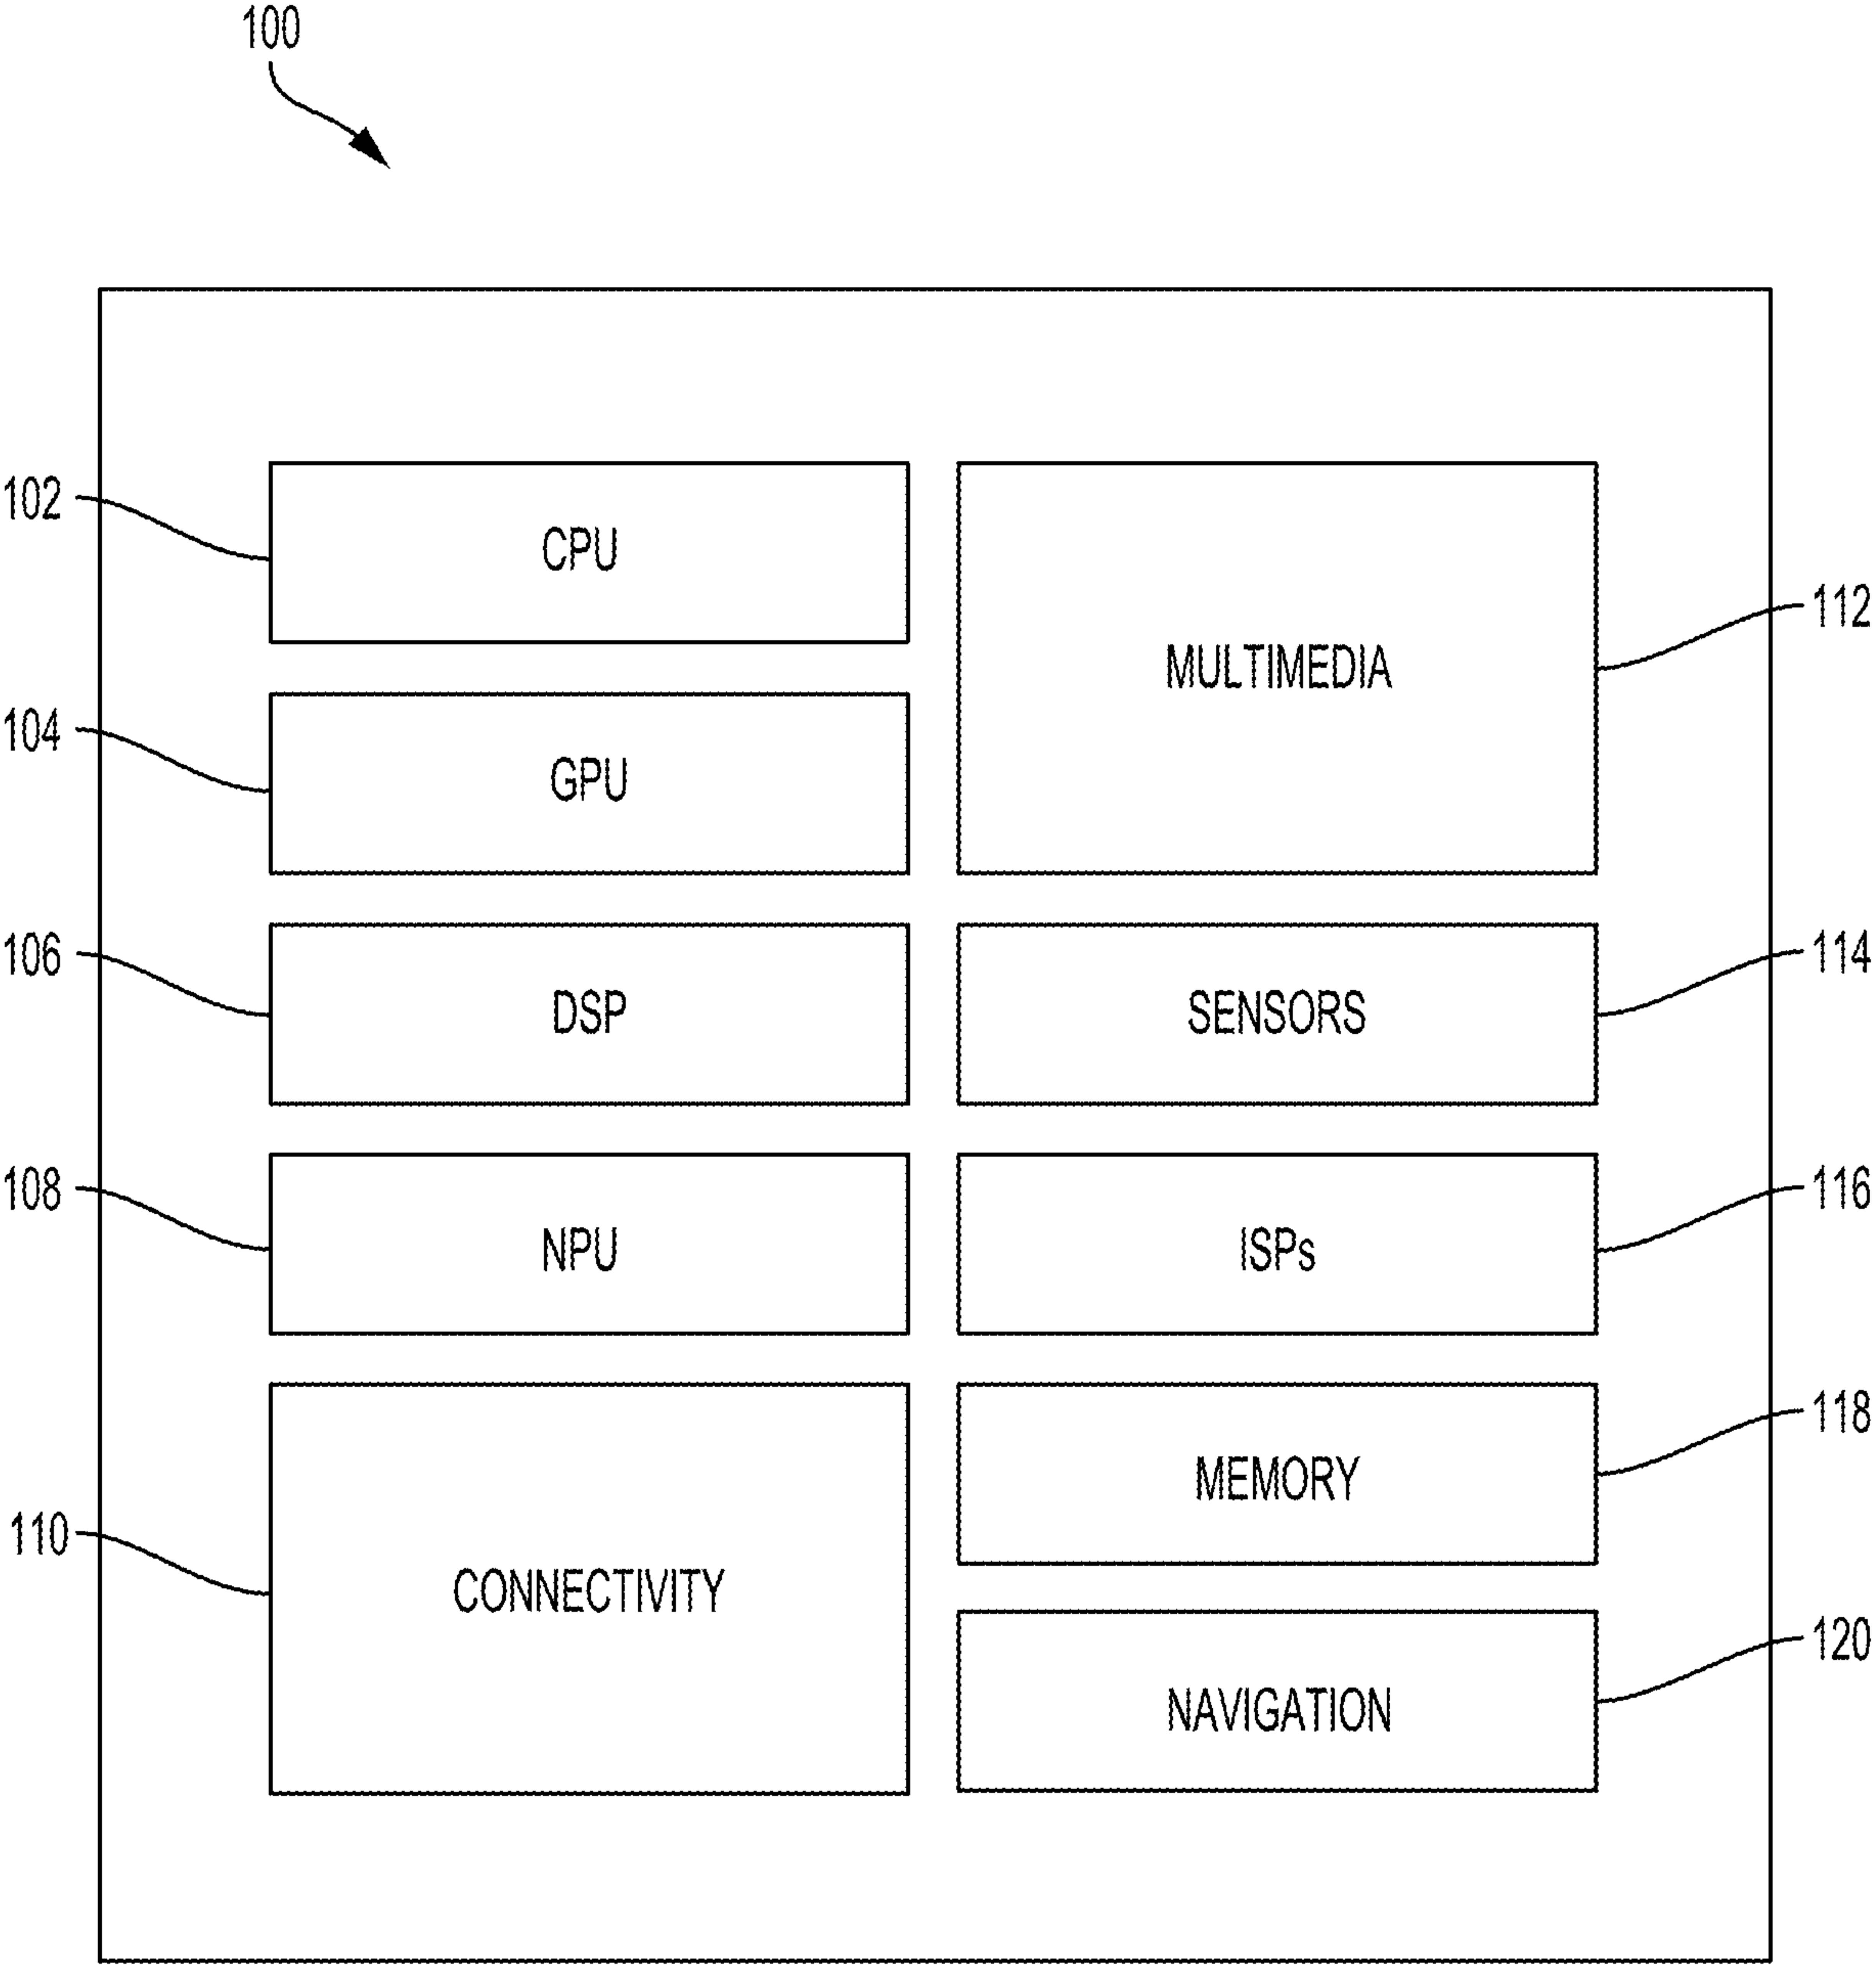 100
102
CPU
MULTIMEDIA
112
104
GPU
106
DSP
SENSORS
114
108
NPU
ISPs
116
110
CONNECTIVITY
MEMORY
118
NAVIGATION
120